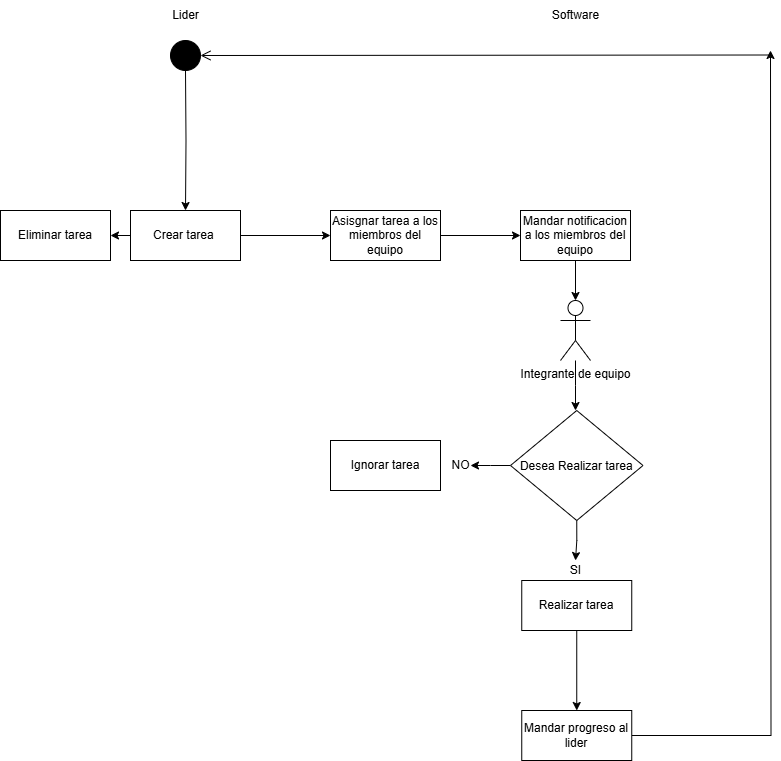 Lider
Software
Eliminar tarea
Crear tarea
Asisgnar tarea a los
miembros del
equipo
Mandar notificacion
a los miembros del
equipo
Integrante de equipo
Ignorar tarea
NO
Desea Realizar tarea
SI
Realizar tarea
Mandar progreso al
lider